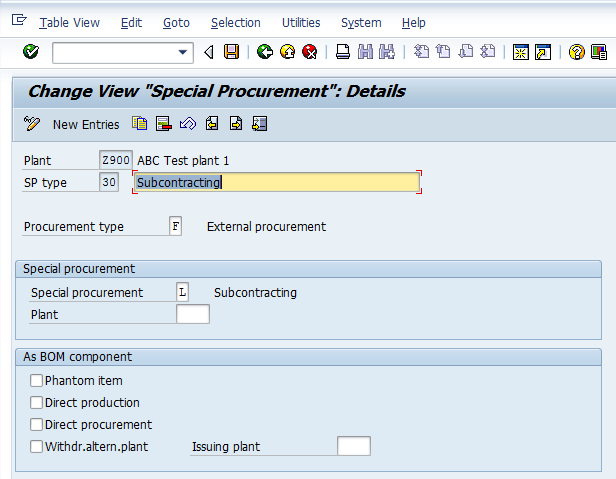 Table View Edit Goto Selection Utilities System Help
Change View "Special Procurement": Details
New Entries
Plant Z900 ABC Test plant 1
SP type 30 Subcontracting
Procurement type F External procurement
Special procurement
Special procurement L Subcontracting
Plant
As BOM component
Phantom item
Direct production
Direct procurement
Withdr.altern.plant Issuing plant